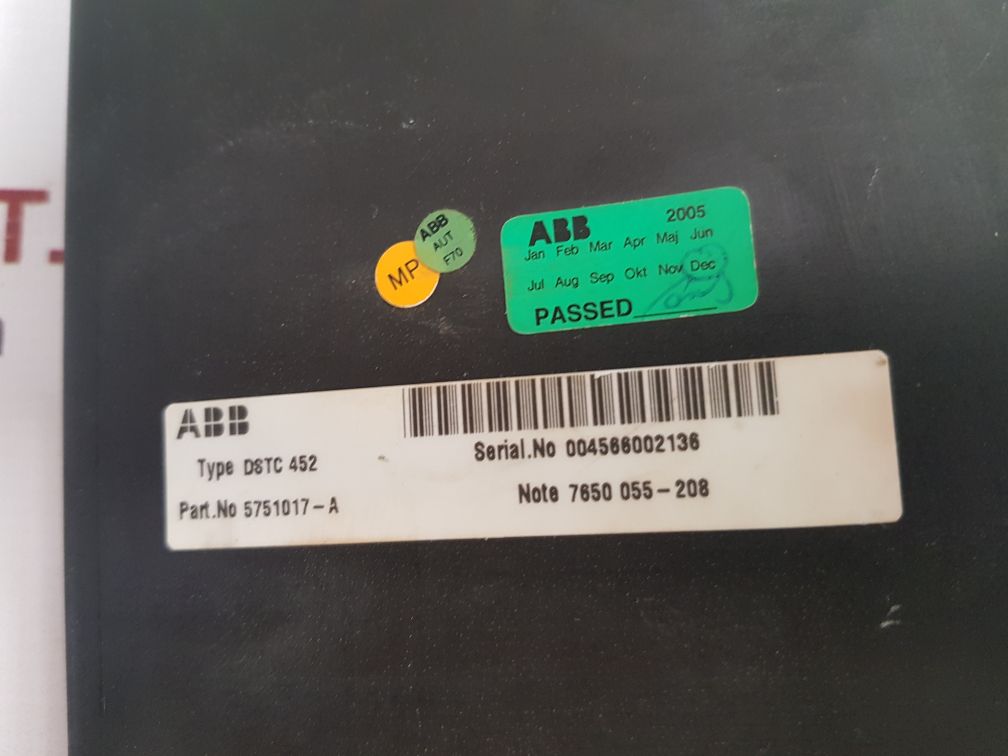 T.
MP
ABB
AUT
F70
ABB 2005
Jan Feb Mar Apr Maj Jun
Jul Aug Sep Okt Nov Dec
PASSED
ABB
Type DSTC 452
Part.No 5751017-A
Serial.No 004566002136
Note 7650 055-208